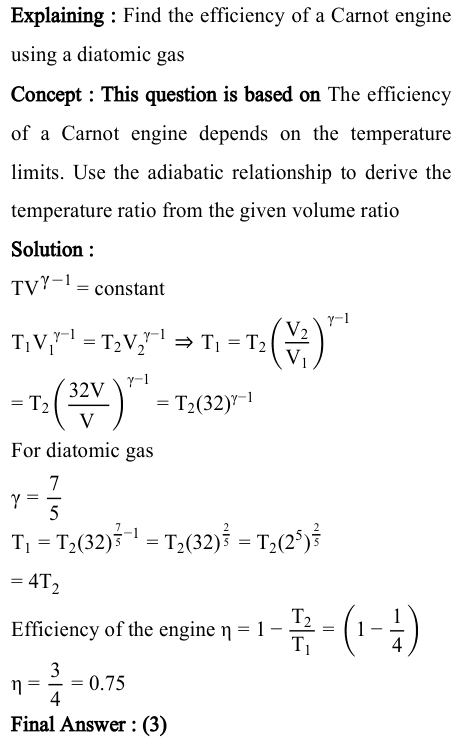 Explaining : Find the efficiency of a Carnot engine
using a diatomic gas
Concept : This question is based on The efficiency
of a Carnot engine depends on the temperature
limits. Use the adiabatic relationship to derive the
temperature ratio from the given volume ratio
Solution :
TV^{γ−1} = constant
T₁V₁^{γ−1} = T₂V₂^{γ−1} ⇒ T₁ = T₂(V₂/V₁)^{γ−1}
= T₂(32V/V)^{γ−1} = T₂(32)^{γ−1}
For diatomic gas
γ = 7/5
T₁ = T₂(32)^{7/5−1} = T₂(32)^{2/5} = T₂(2⁵)^{2/5}
= 4T₂
Efficiency of the engine η = 1 − T₂/T₁ = (1 − 1/4)
η = 3/4 = 0.75
Final Answer : (3)